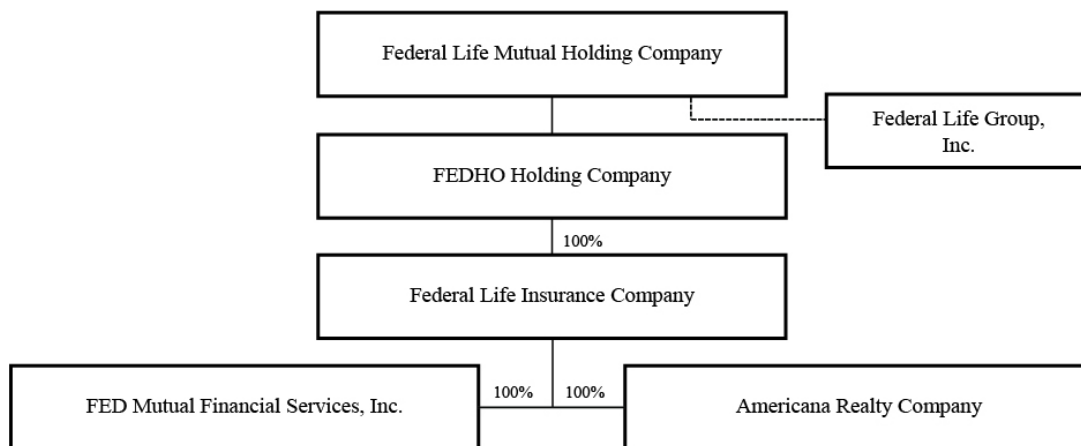 Federal Life Mutual Holding Company
Federal Life Group,
Inc.
FEDHO Holding Company
100%
Federal Life Insurance Company
100%
100%
FED Mutual Financial Services, Inc.
Americana Realty Company